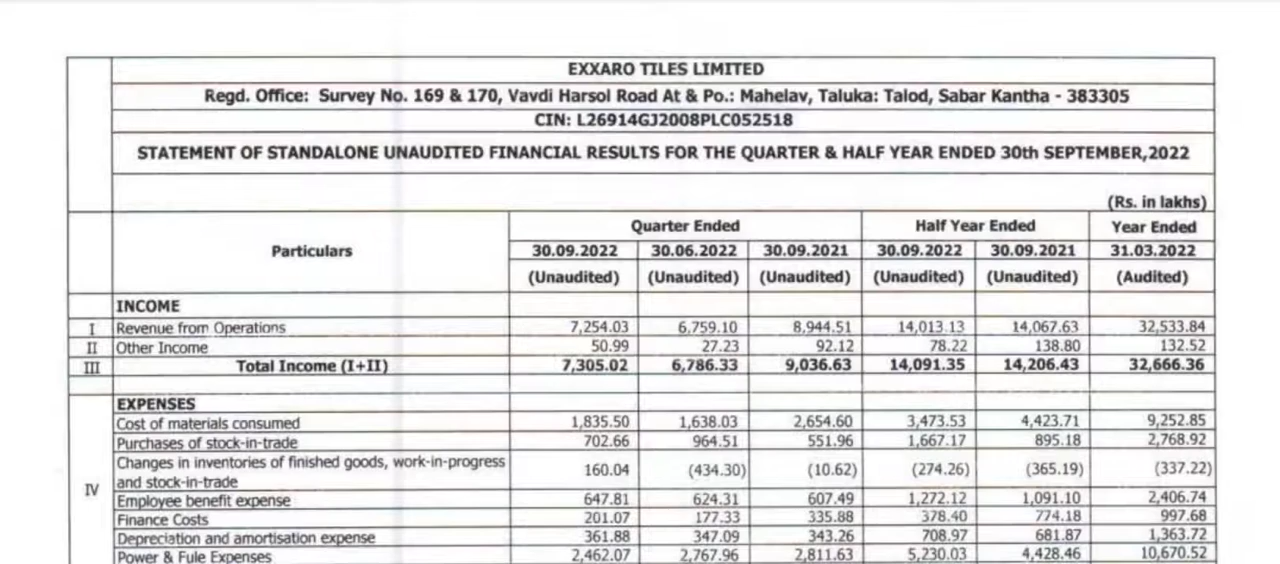 EXXARO TILES LIMITED
Regd. Office: Survey No. 169 & 170, Vavdi Harsol Road At & Po.: Mahelav, Taluka: Talod, Sabar Kantha - 383305
CIN: L26914GJ2008PLC052518
STATEMENT OF STANDALONE UNAUDITED FINANCIAL RESULTS FOR THE QUARTER & HALF YEAR ENDED 30th SEPTEMBER,2022
(Rs. in lakhs)
Particulars Quarter Ended Half Year Ended Year Ended
30.09.2022 30.06.2022 30.09.2021 30.09.2022 30.09.2021 31.03.2022
(Unaudited) (Unaudited) (Unaudited) (Unaudited) (Unaudited) (Audited)
INCOME
I Revenue from Operations 7,254.03 6,759.10 8,944.51 14,013.13 14,067.63 32,533.84
II Other Income 50.99 27.23 92.12 78.22 138.80 132.52
III Total Income (I+II) 7,305.02 6,786.33 9,036.63 14,091.35 14,206.43 32,666.36
IV EXPENSES
Cost of materials consumed 1,835.50 1,638.03 2,654.60 3,473.53 4,423.71 9,252.85
Purchases of stock-in-trade 702.66 964.51 551.96 1,667.17 895.18 2,768.92
Changes in inventories of finished goods, work-in-progress
and stock-in-trade 160.04 (434.30) (10.62) (274.26) (365.19) (337.22)
Employee benefit expense 647.81 624.31 607.49 1,272.12 1,091.10 2,406.74
Finance Costs 201.07 177.33 335.88 378.40 774.18 997.68
Depreciation and amortisation expense 361.88 347.09 343.26 708.97 681.87 1,363.72
Power & Fule Expenses 2,462.07 2,767.96 2,811.63 5,230.03 4,428.46 10,670.52